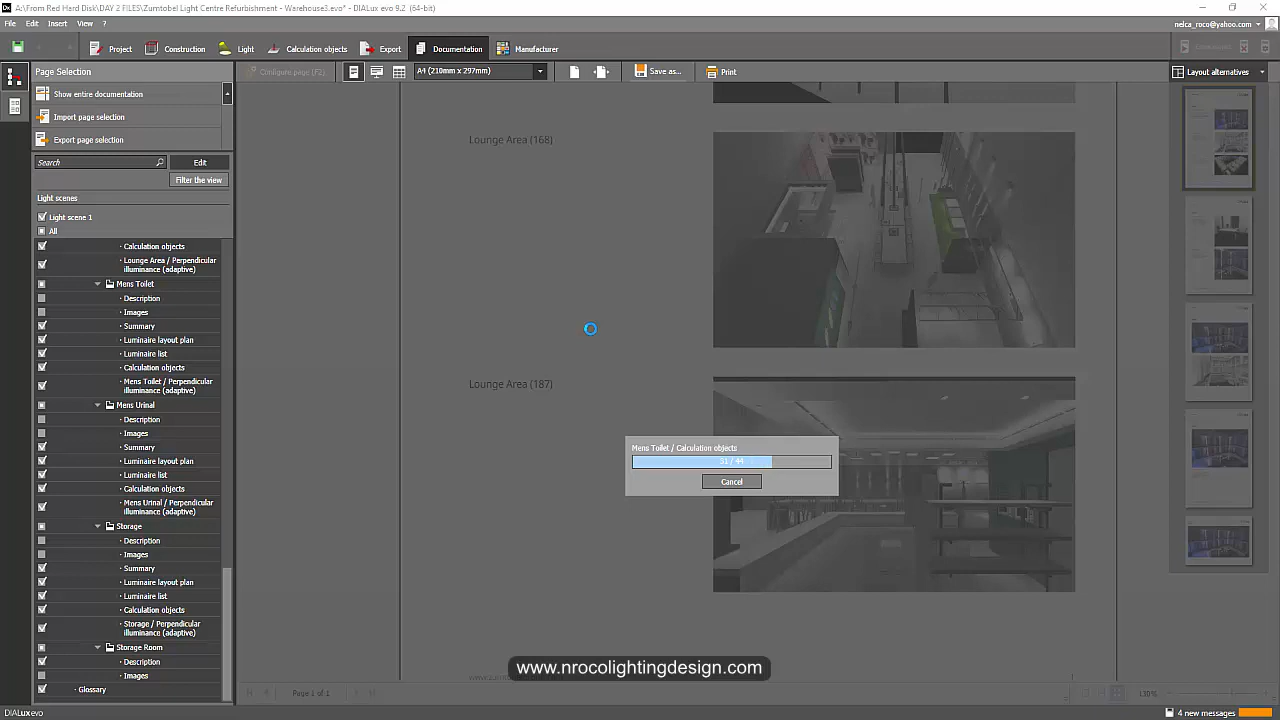 A:\From Red Hard Disk\DAY 2 FILES\Zumtobel Light Centre Refurbishment - Warehouse3.evo* - DIALux evo 9.2 (64-bit)
File Edit Insert View ?
nelca_roco@yahoo.com
Project Construction Light Calculation objects Export Documentation Manufacturer
Page Selection
Configure page (F2)
A4 (210mm x 297mm)
Save as...
Print
Layout alternatives
Show entire documentation
Import page selection
Export page selection
Search
Edit
Filter the view
Light scenes
Light scene 1
All
Calculation objects
Lounge Area / Perpendicular
illuminance (adaptive)
Mens Toilet
Description
Images
Summary
Luminaire layout plan
Luminaire list
Calculation objects
Mens Toilet / Perpendicular
illuminance (adaptive)
Mens Urinal
Description
Images
Summary
Luminaire layout plan
Luminaire list
Calculation objects
Mens Urinal / Perpendicular
illuminance (adaptive)
Storage
Description
Images
Summary
Luminaire layout plan
Luminaire list
Calculation objects
Storage / Perpendicular
illuminance (adaptive)
Storage Room
Description
Images
Glossary
Lounge Area (168)
Lounge Area (187)
Mens Toilet / Calculation objects
31 / 44
Cancel
www.nrocolightingdesign.com
Page 1 of 1
130%
DIALux evo
4 new messages